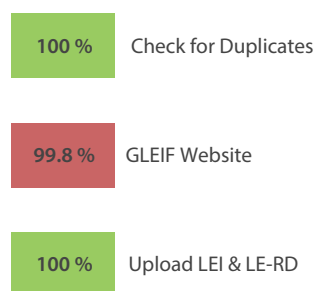 100 % Check for Duplicates
99.8 % GLEIF Website
100 % Upload LEI & LE-RD